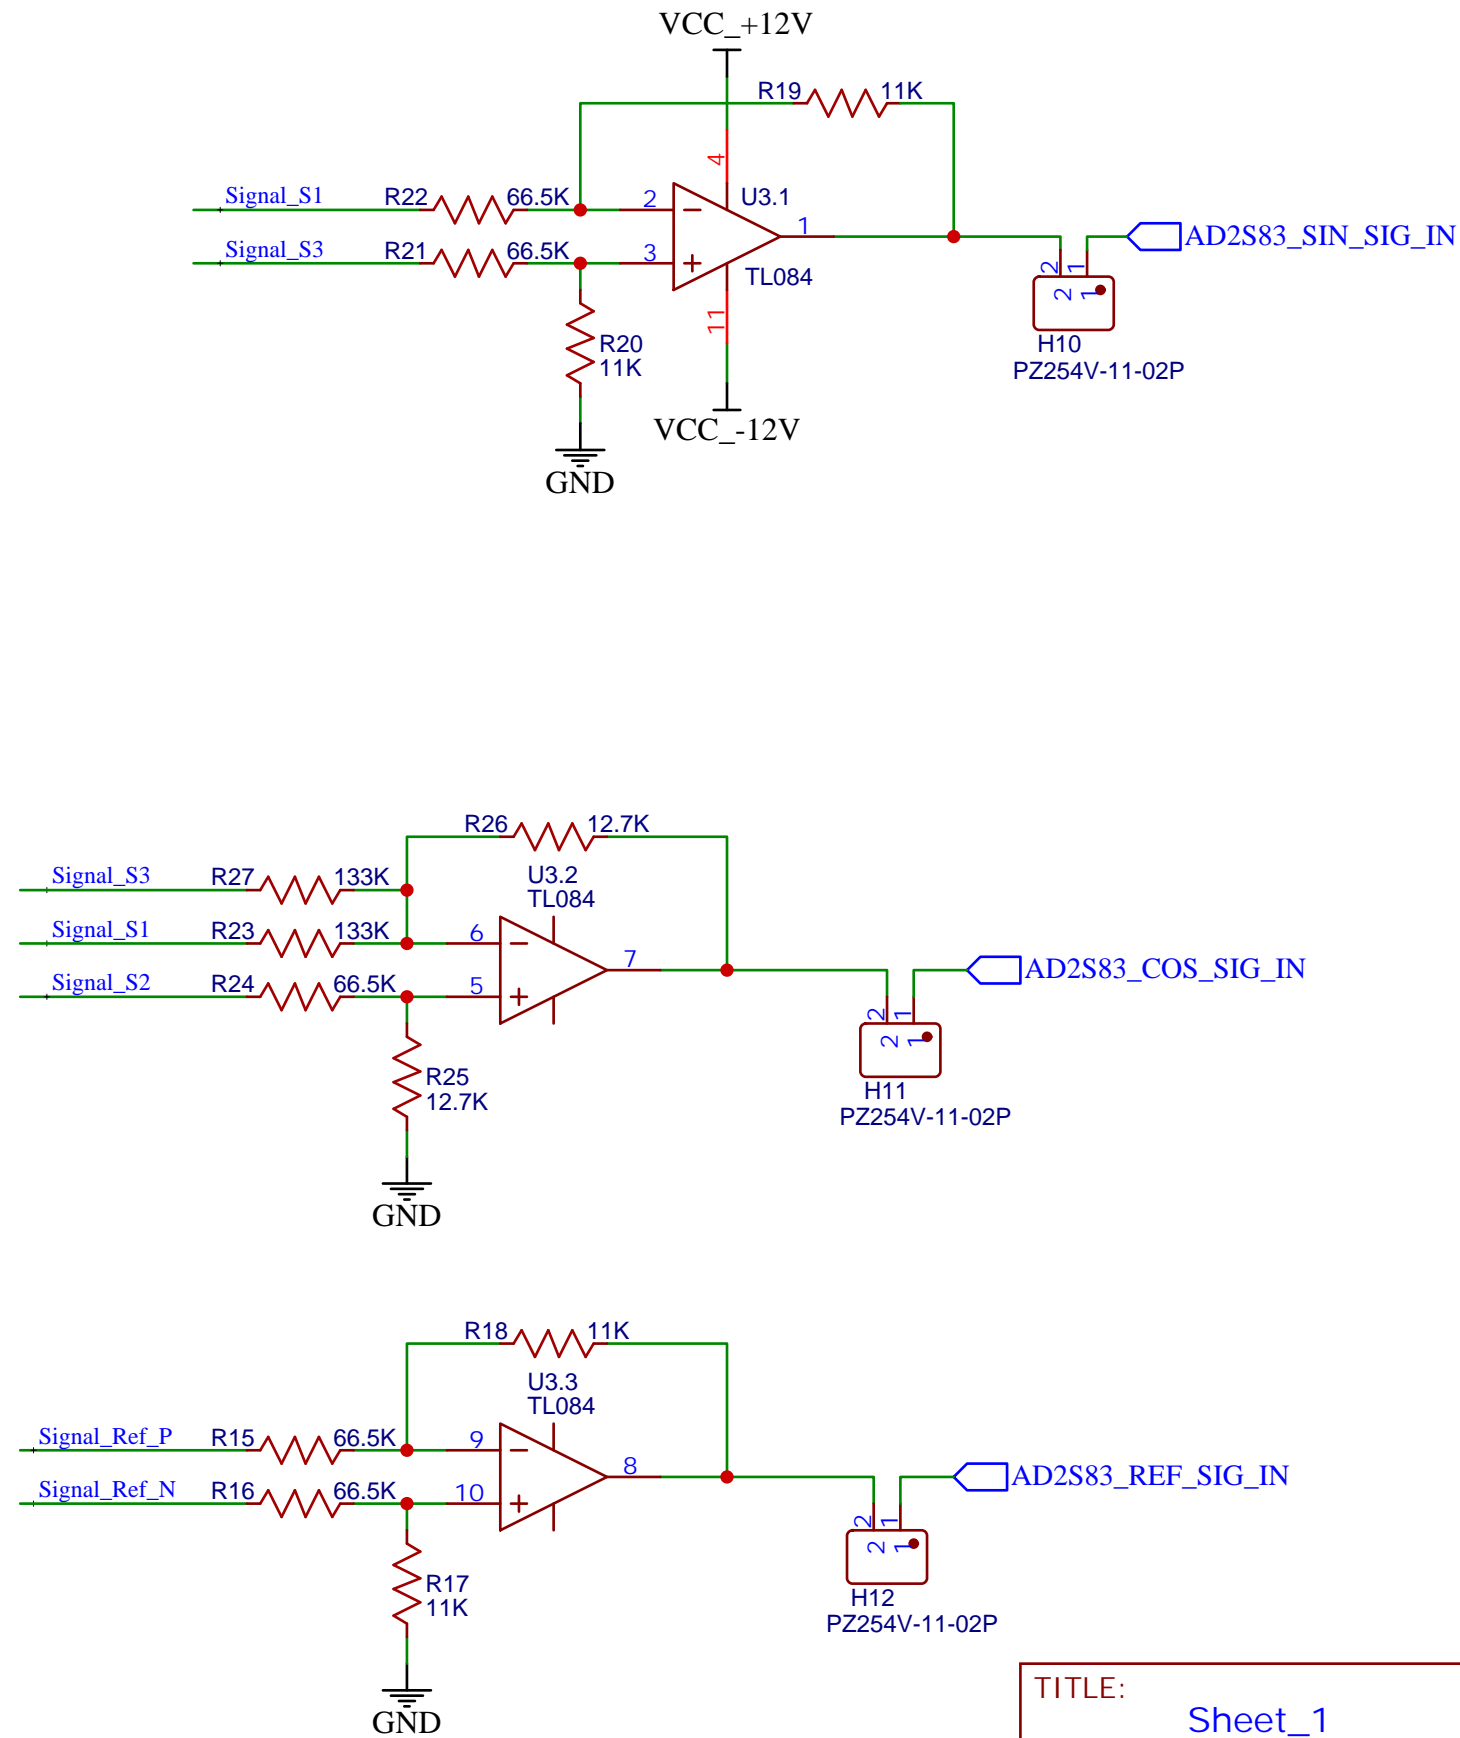 VCC_+12V
R19 11K
4
Signal_S1 R22 66.5K 2 U3.1
1
Signal_S3 R21 66.5K 3 TL084
AD2S83_SIN_SIG_IN
2 1
2 1
11
R20
11K
H10
PZ254V-11-02P
VCC_-12V
GND
R26 12.7K
U3.2
TL084
Signal_S3 R27 133K
Signal_S1 R23 133K 6
7
AD2S83_COS_SIG_IN
Signal_S2 R24 66.5K 5
2 1
2 1
R25
12.7K
H11
PZ254V-11-02P
GND
R18 11K
U3.3
TL084
Signal_Ref_P R15 66.5K 9
8
AD2S83_REF_SIG_IN
Signal_Ref_N R16 66.5K 10
2 1
2 1
R17
11K
H12
PZ254V-11-02P
GND
TITLE:
Sheet_1